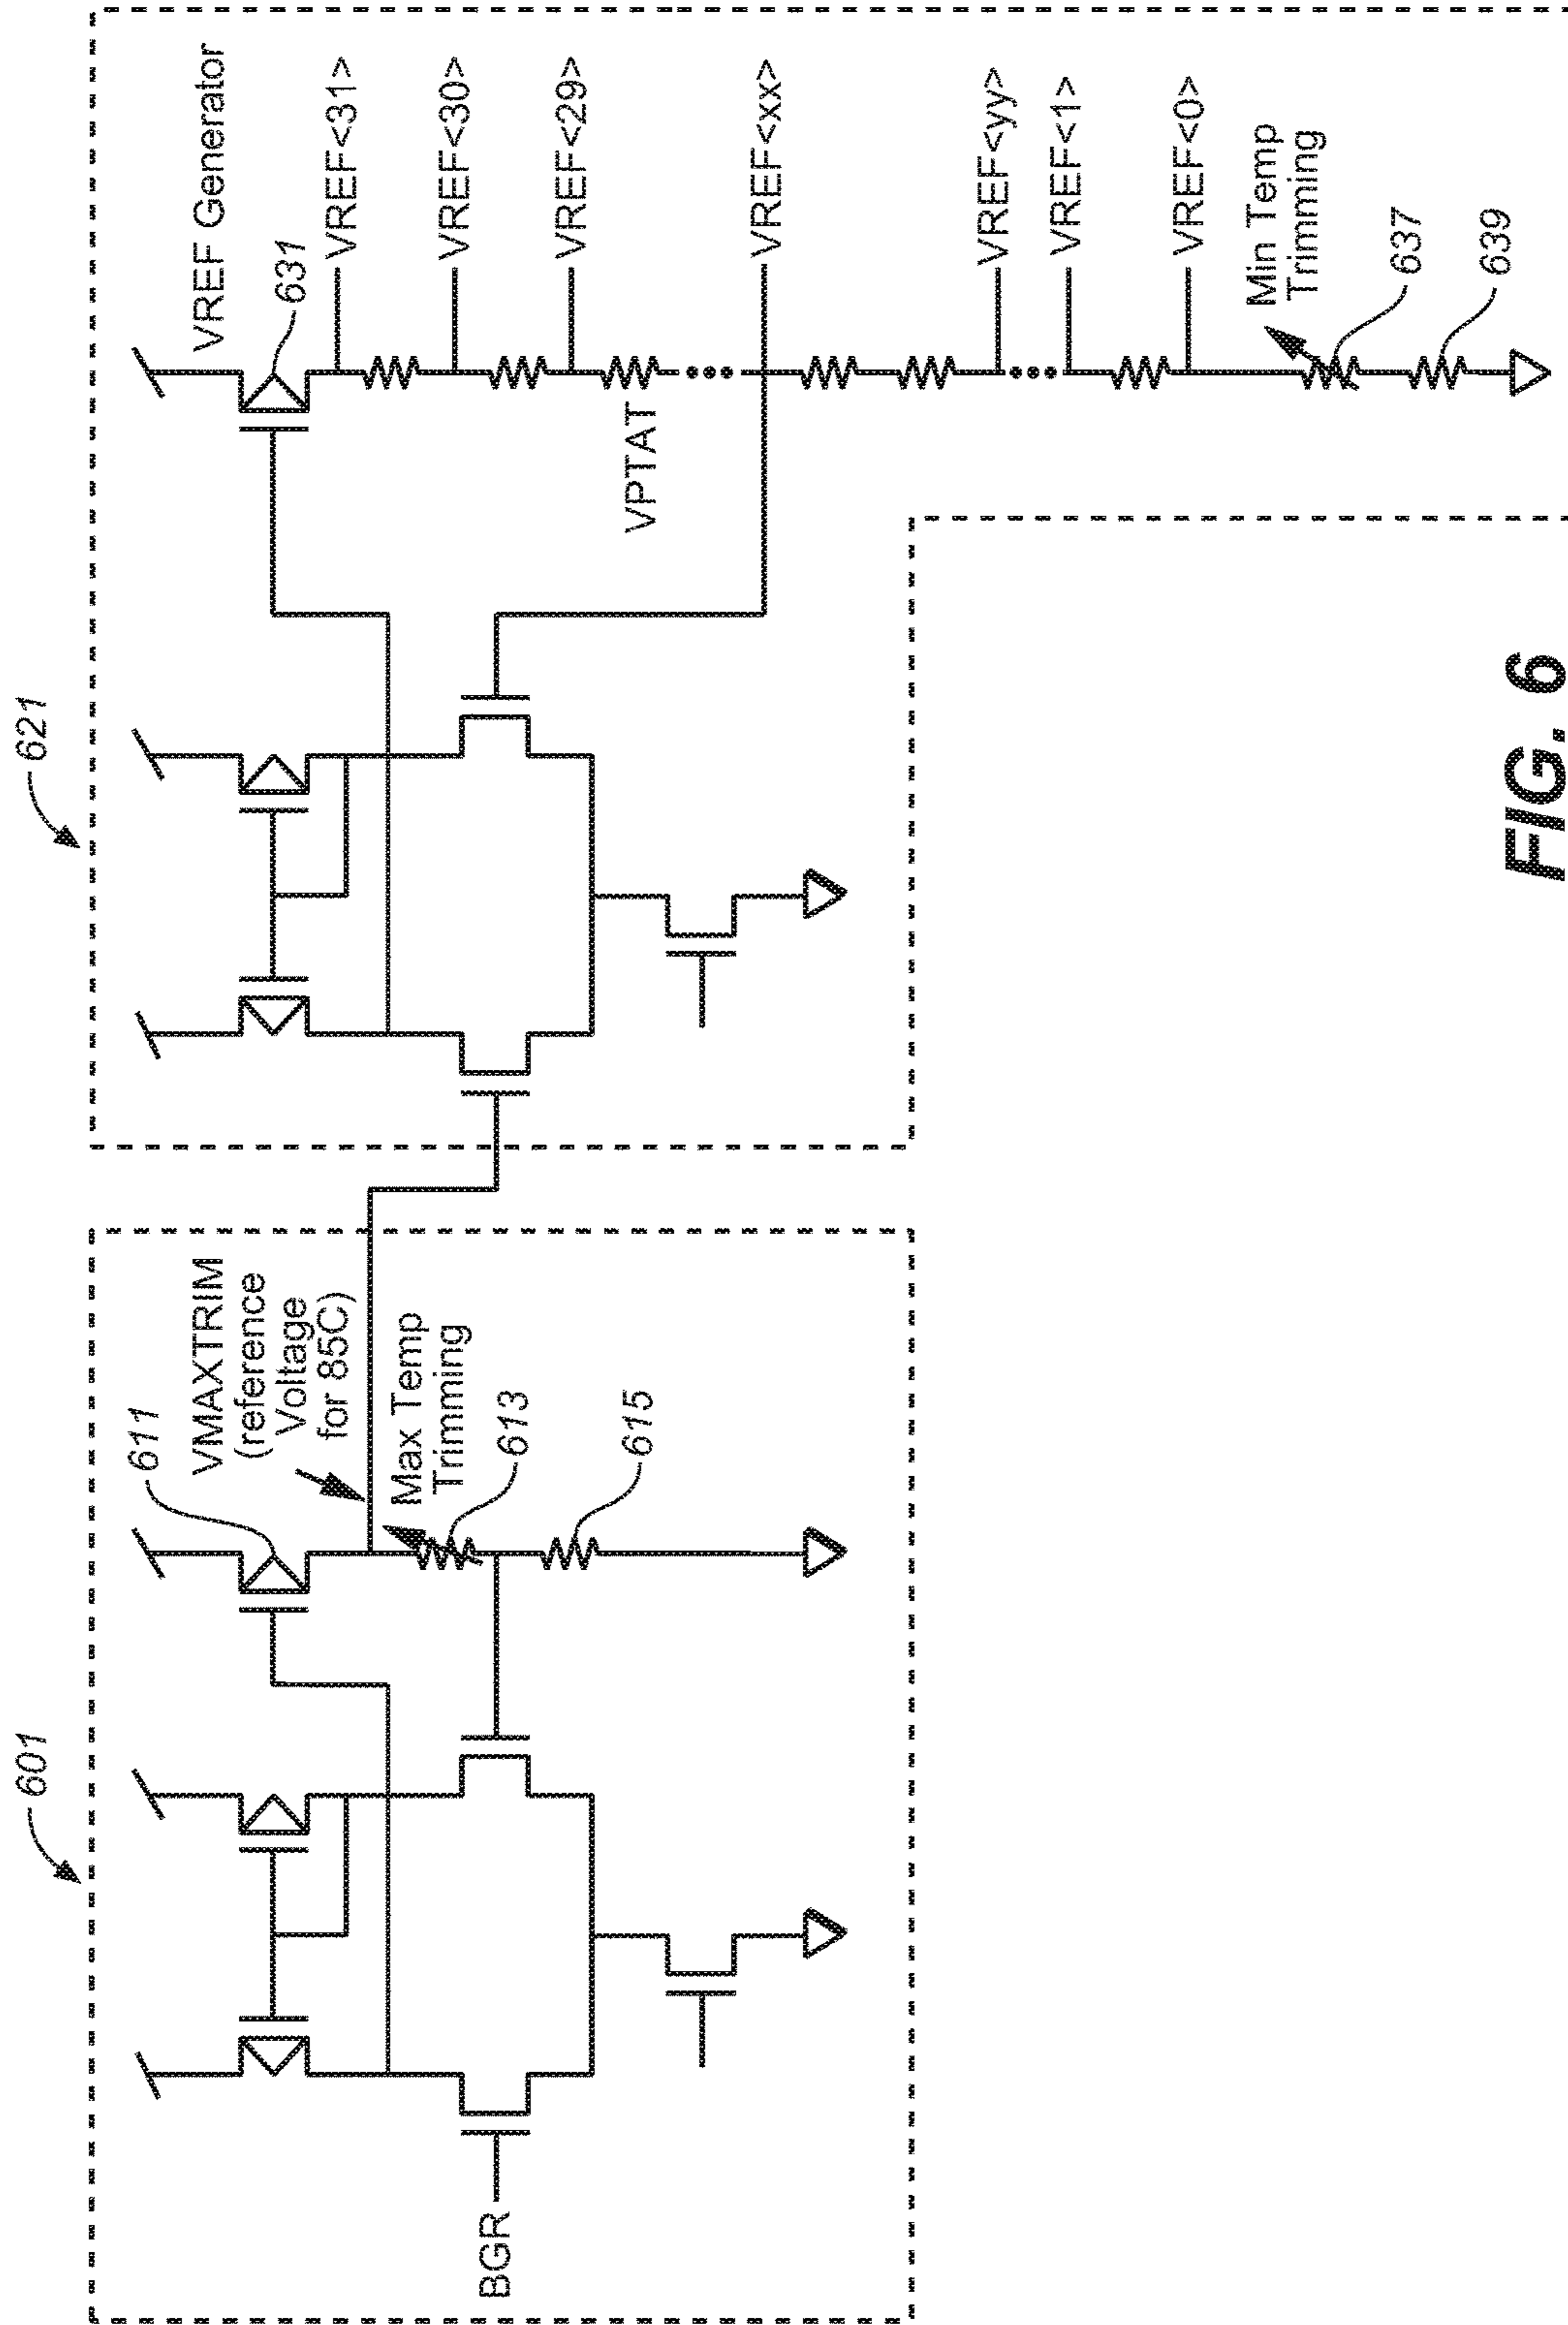 601
621
BGR
611
VMAXTRIM
(reference
Voltage
for 85C)
Max Temp
Trimming
613
615
VREF Generator
631
VREF<31>
VREF<30>
VREF<29>
VPTAT
VREF<xx>
VREF<yy>
VREF<1>
VREF<0>
Min Temp
Trimming
637
639
FIG. 6